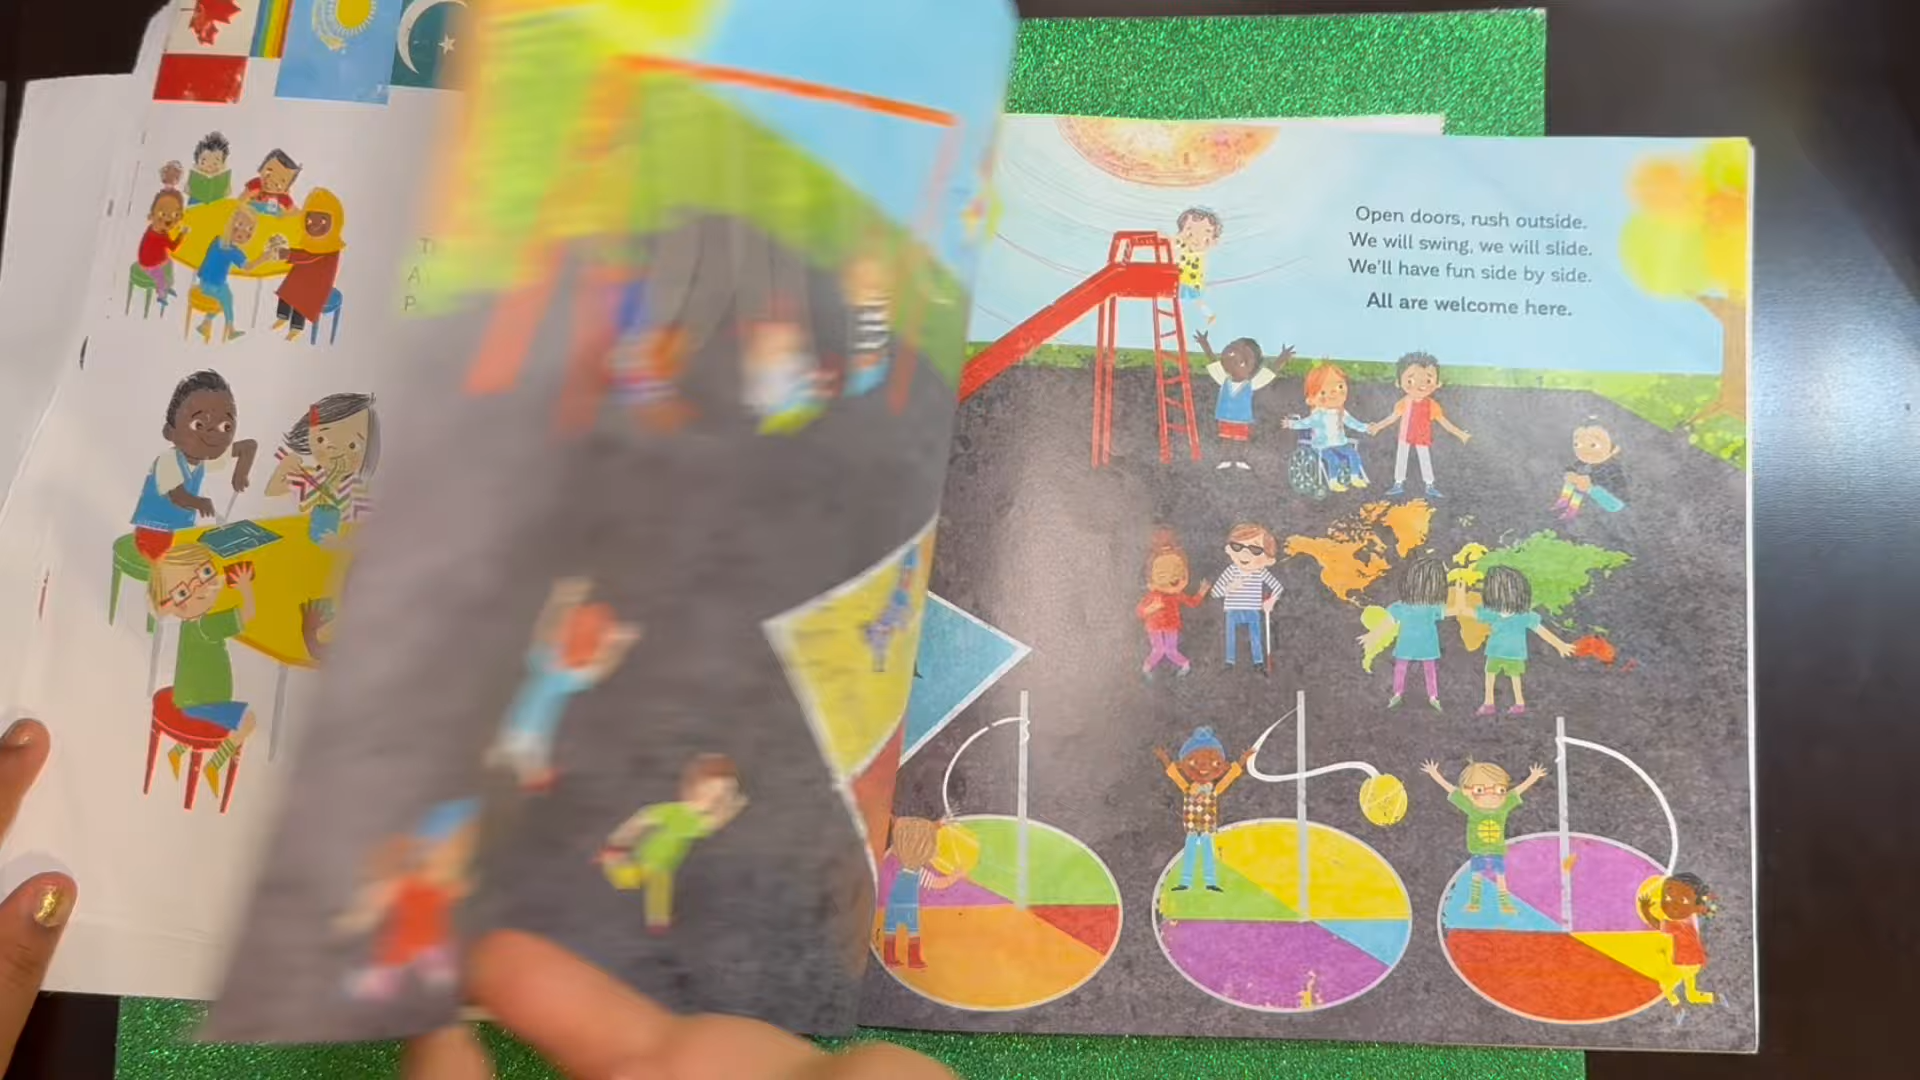 Open doors, rush outside.
We will swing, we will slide.
We'll have fun side by side.
All are welcome here.